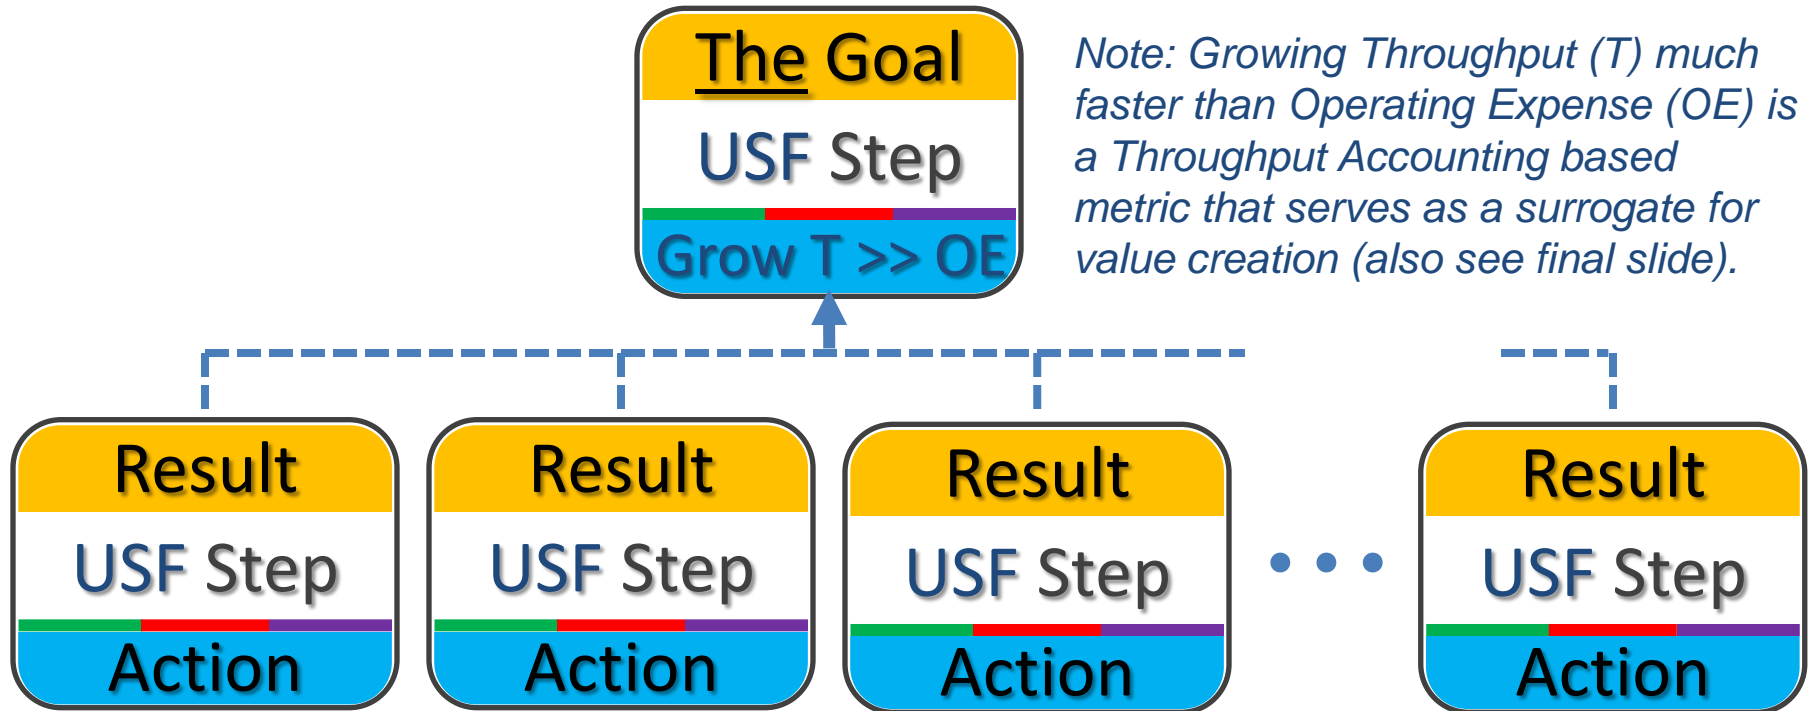 The Goal
USF Step
Grow T >> OE
Note: Growing Throughput (T) much
faster than Operating Expense (OE) is
a Throughput Accounting based
metric that serves as a surrogate for
value creation (also see final slide).
Result
USF Step
Action
Result
USF Step
Action
Result
USF Step
Action
Result
USF Step
Action